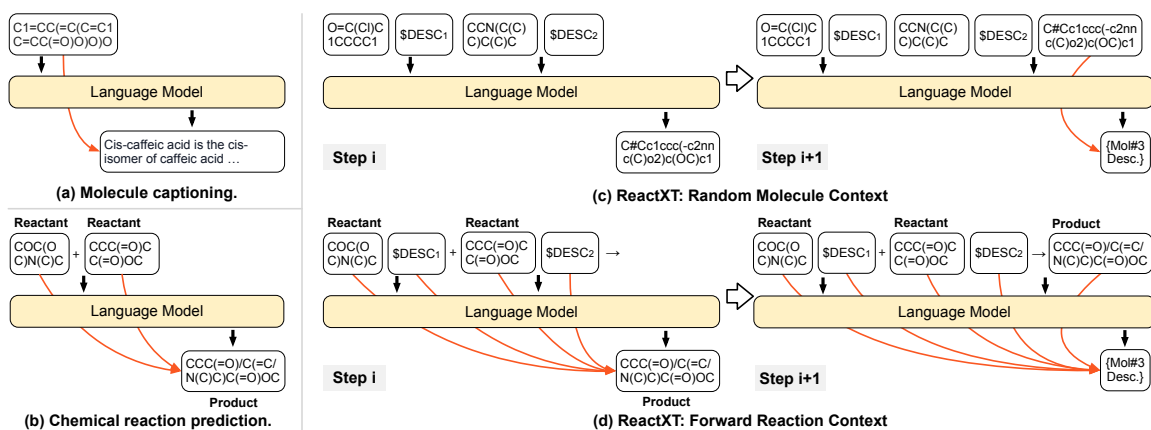 C1=CC(=C(C=C1
C=CC(=O)O)O)O
Language Model
Cis-caffeic acid is the cis-
isomer of caffeic acid ...
(a) Molecule captioning.
Reactant Reactant
COC(O
C)N(C)C
+
CCC(=O)C
C(=O)OC
Language Model
CCC(=O)/C(=C/
N(C)C)C(=O)OC
Product
(b) Chemical reaction prediction.
O=C(Cl)C
1CCCC1
$DESC1
CCN(C(C)
C)C(C)C
$DESC2
Language Model
C#Cc1ccc(-c2nn
c(C)o2)c(OC)c1
Step i
O=C(Cl)C
1CCCC1
$DESC1
CCN(C(C)
C)C(C)C
$DESC2
C#Cc1ccc(-c2nn
c(C)o2)c(OC)c1
Language Model
{Mol#3
Desc.}
Step i+1
(c) ReactXT: Random Molecule Context
Reactant Reactant
COC(O
C)N(C)C
$DESC1
+
CCC(=O)C
C(=O)OC
$DESC2
→
Language Model
CCC(=O)/C(=C/
N(C)C)C(=O)OC
Product
Step i
Reactant Reactant Product
COC(O
C)N(C)C
$DESC1
+
CCC(=O)C
C(=O)OC
$DESC2
→
CCC(=O)/C(=C/
N(C)C)C(=O)OC
Language Model
{Mol#3
Desc.}
Step i+1
(d) ReactXT: Forward Reaction Context